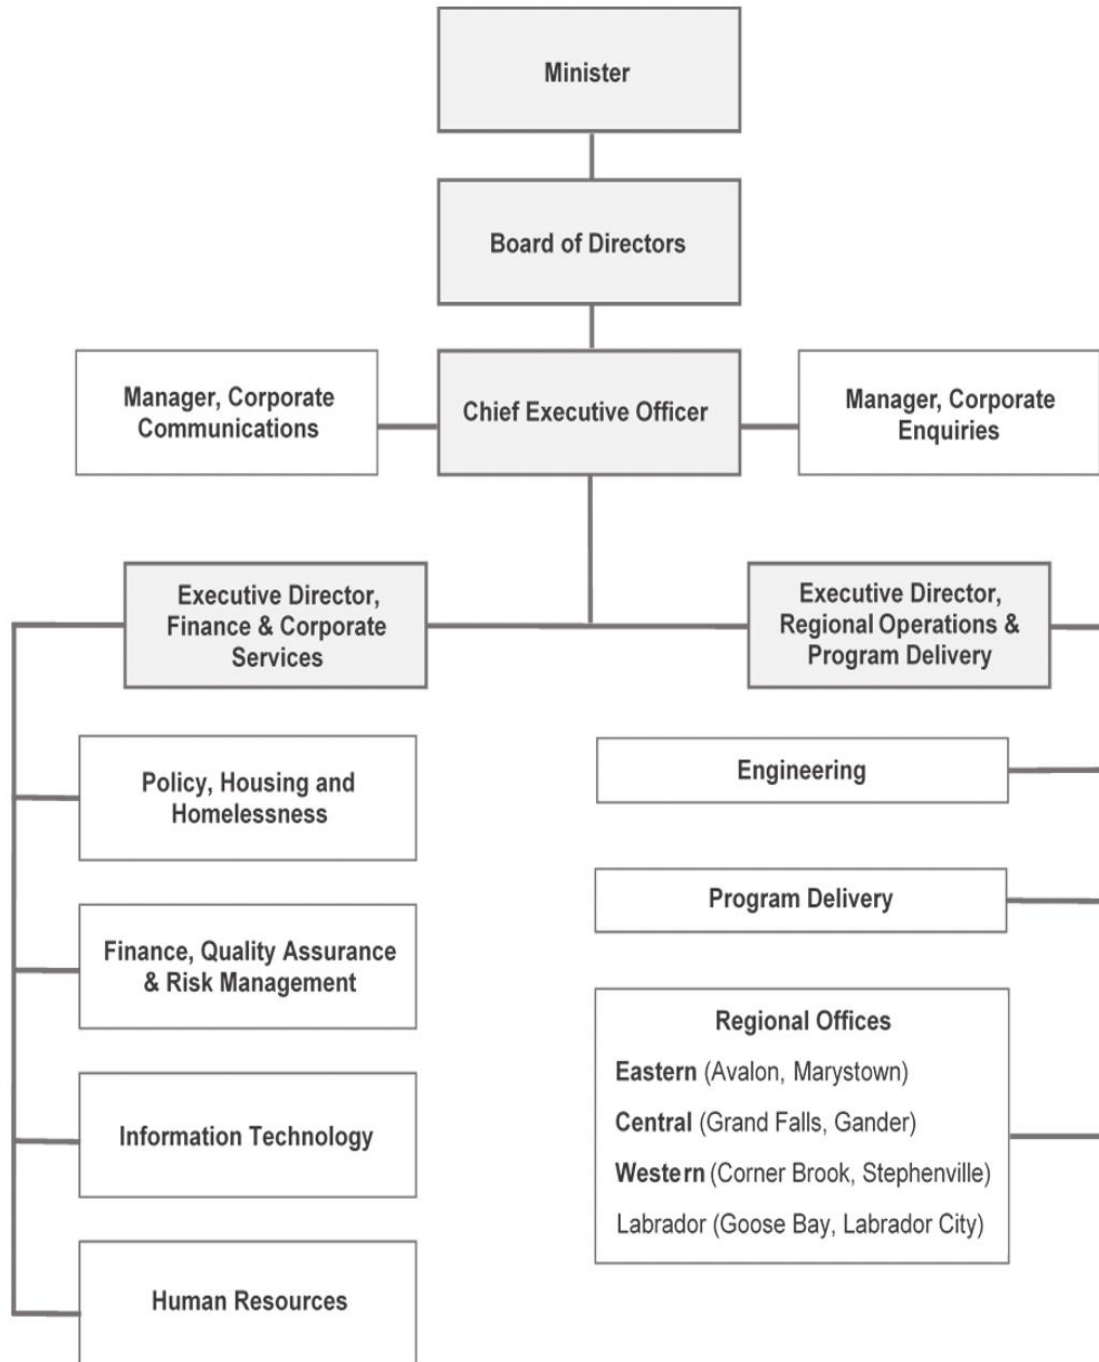 Minister
Board of Directors
Manager, Corporate
Communications
Chief Executive Officer
Manager, Corporate
Enquiries
Executive Director,
Finance & Corporate
Services
Executive Director,
Regional Operations &
Program Delivery
Policy, Housing and
Homelessness
Finance, Quality Assurance
& Risk Management
Information Technology
Human Resources
Engineering
Program Delivery
Regional Offices
Eastern (Avalon, Marystown)
Central (Grand Falls, Gander)
Western (Corner Brook, Stephenville)
Labrador (Goose Bay, Labrador City)